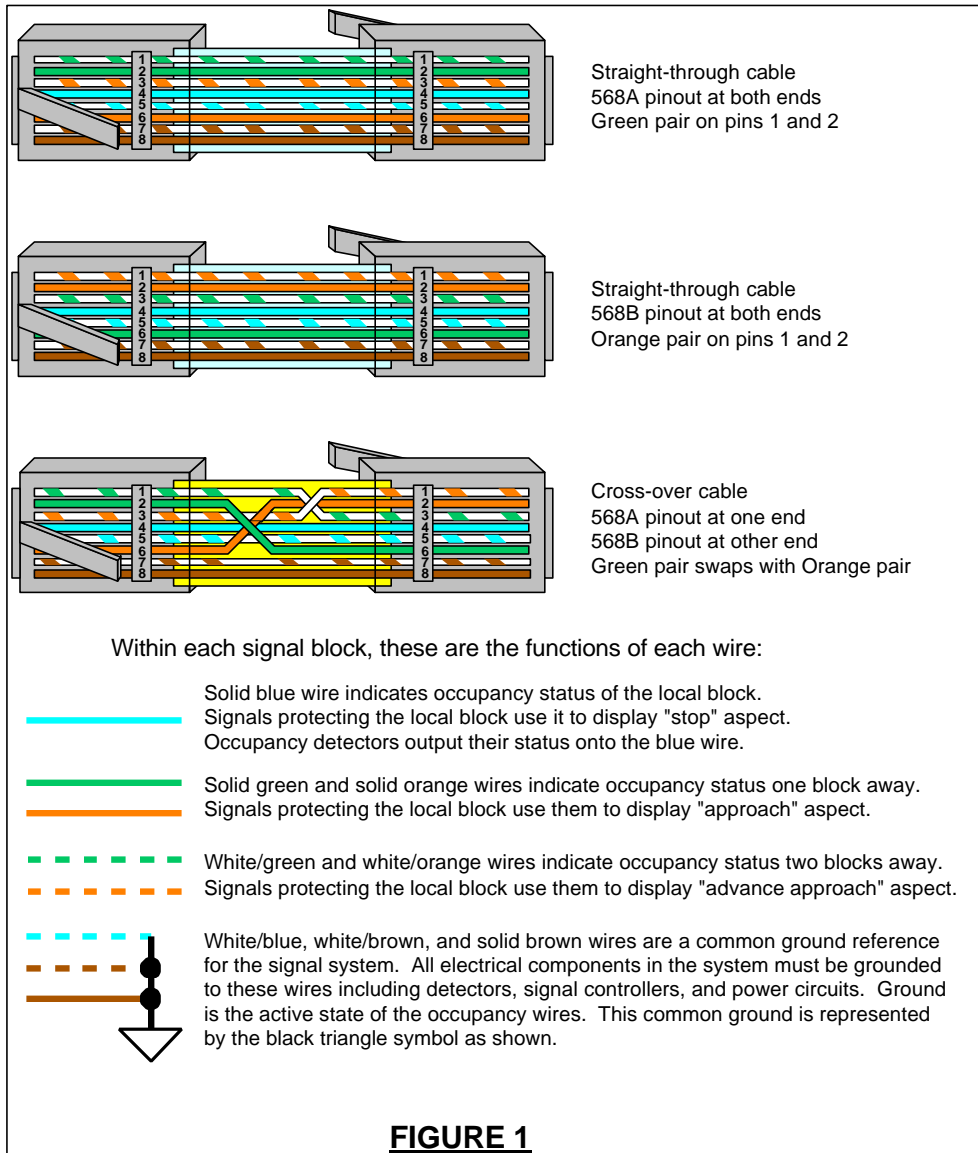 1
2
3
4
5
6
7
8
1
2
3
4
5
6
7
8
Straight-through cable
568A pinout at both ends
Green pair on pins 1 and 2
1
2
3
4
5
6
7
8
1
2
3
4
5
6
7
8
Straight-through cable
568B pinout at both ends
Orange pair on pins 1 and 2
1
2
3
4
5
6
7
8
1
2
3
4
5
6
7
8
Cross-over cable
568A pinout at one end
568B pinout at other end
Green pair swaps with Orange pair
Within each signal block, these are the functions of each wire:
Solid blue wire indicates occupancy status of the local block.
Signals protecting the local block use it to display "stop" aspect.
Occupancy detectors output their status onto the blue wire.
Solid green and solid orange wires indicate occupancy status one block away.
Signals protecting the local block use them to display "approach" aspect.
White/green and white/orange wires indicate occupancy status two blocks away.
Signals protecting the local block use them to display "advance approach" aspect.
White/blue, white/brown, and solid brown wires are a common ground reference
for the signal system. All electrical components in the system must be grounded
to these wires including detectors, signal controllers, and power circuits. Ground
is the active state of the occupancy wires. This common ground is represented
by the black triangle symbol as shown.
FIGURE 1